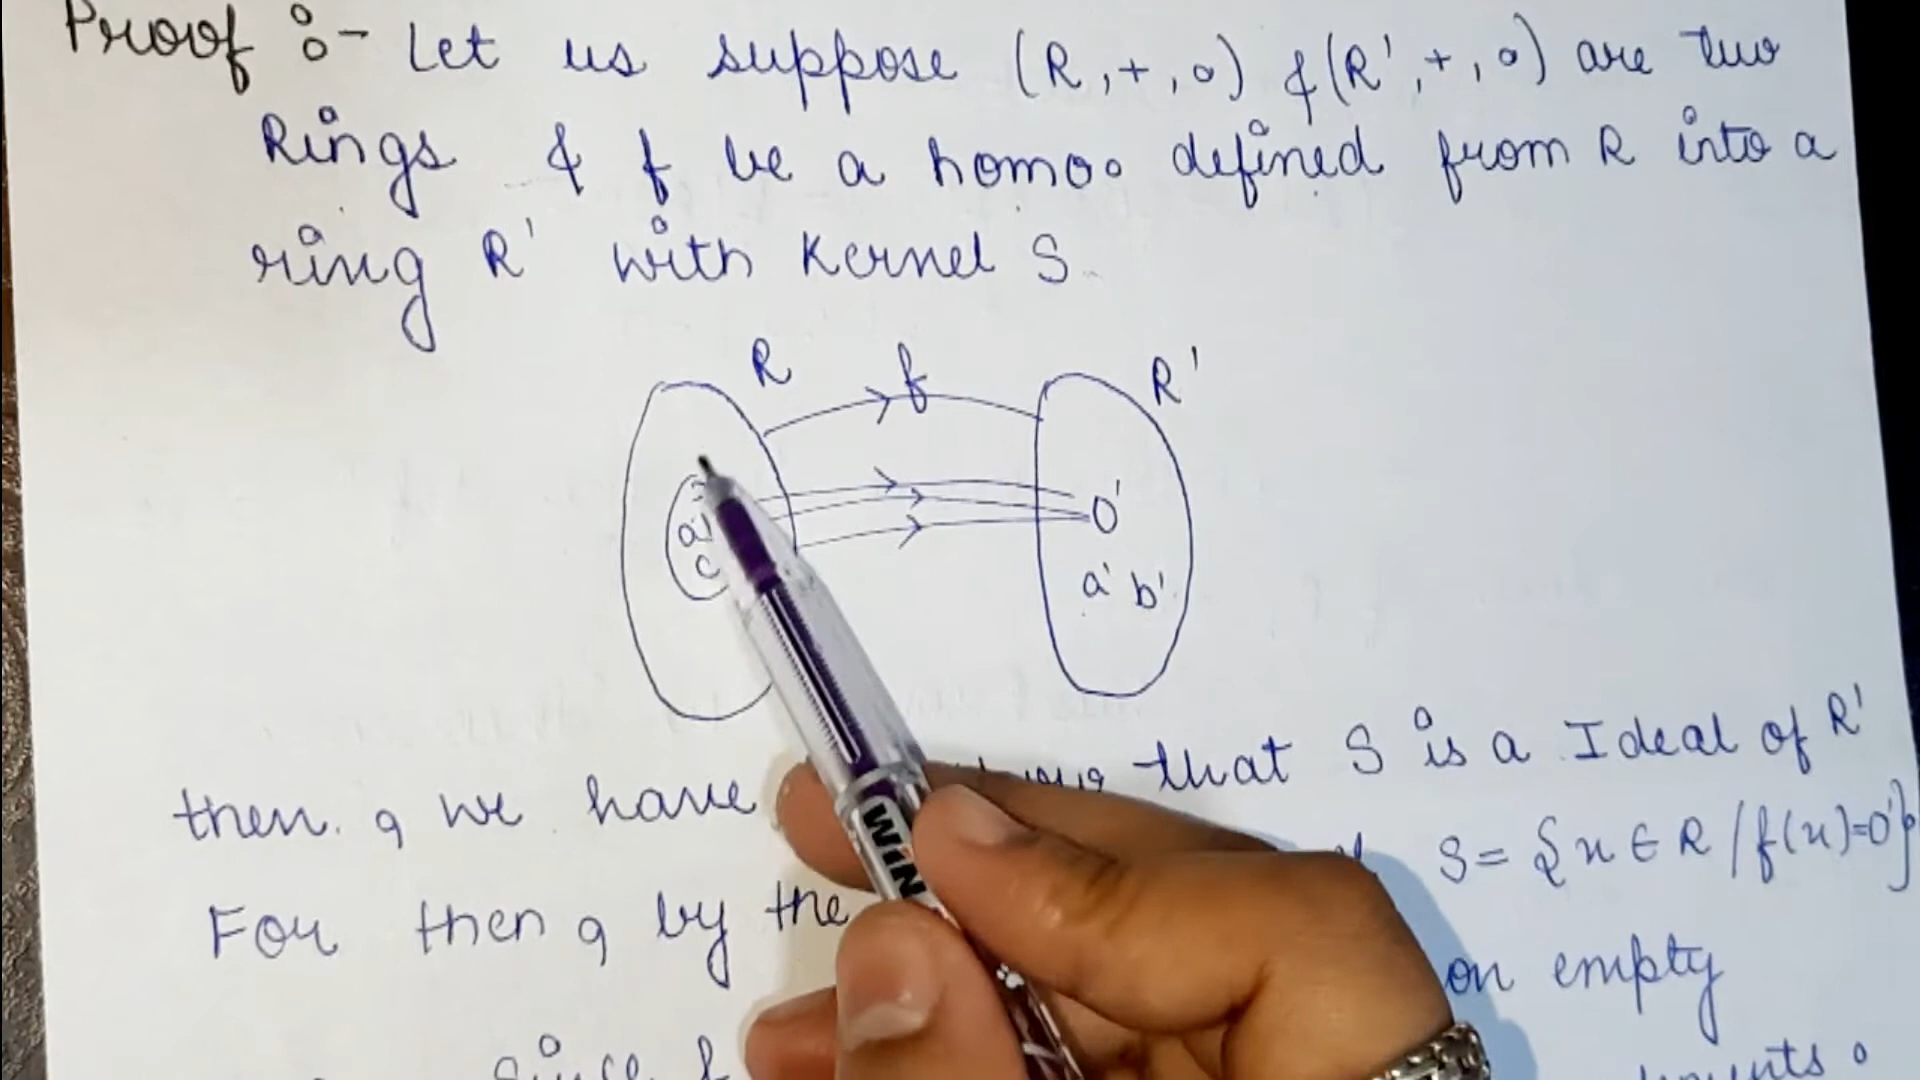 Proof :- Let us suppose (R,+,o) & (R',+,o) are two
Rings & f be a homo. defined from R into a
ring R' with Kernel S.
R f R'
0'
a'
c
a' b'
then, we have that S is a Ideal of R'
S= {x ∈ R / f(x)=0'}
For then, by the
on empty
since f
WIN